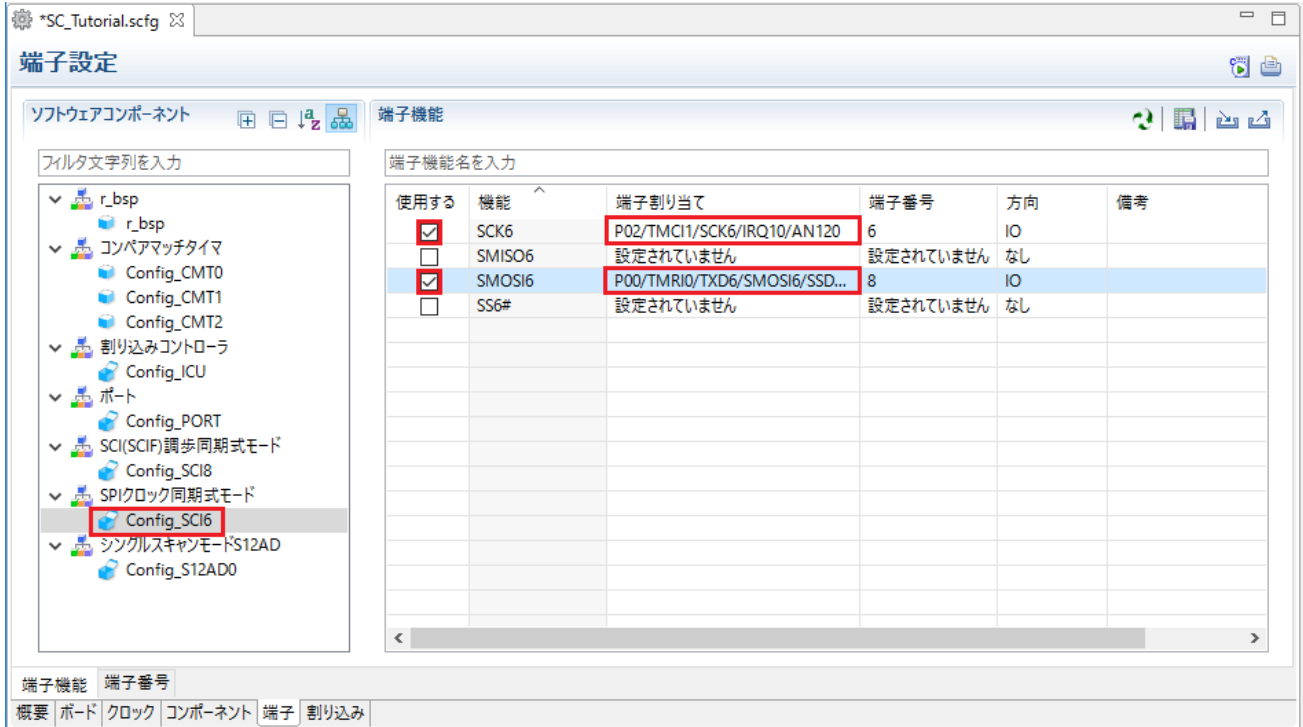 *SC_Tutorial.scfg
端子設定
ソフトウェアコンポーネント
端子機能
フィルタ文字列を入力
端子機能名を入力
r_bsp
r_bsp
コンペアマッチタイマ
Config_CMT0
Config_CMT1
Config_CMT2
割り込みコントローラ
Config_ICU
ポート
Config_PORT
SCI(SCIF)調歩同期式モード
Config_SCI8
SPIクロック同期式モード
Config_SCI6
シングルスキャンモードS12AD
Config_S12AD0
使用する 機能 端子割り当て 端子番号 方向 備考
SCK6 P02/TMCI1/SCK6/IRQ10/AN120 6 IO
SMISO6 設定されていません 設定されていません なし
SMOSI6 P00/TMRI0/TXD6/SMOSI6/SSD... 8 IO
SS6# 設定されていません 設定されていません なし
端子機能 端子番号
概要 ボード クロック コンポーネント 端子 割り込み